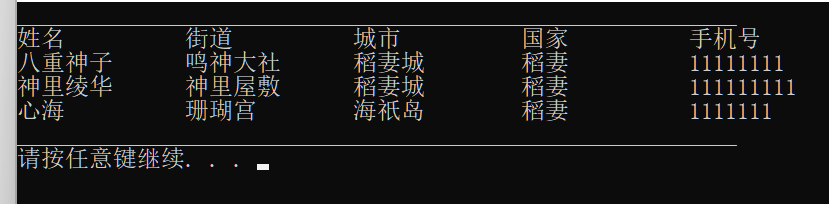 姓名 街道 城市 国家 手机号
八重神子 鸣神大社 稻妻城 稻妻 11111111
神里绫华 神里屋敷 稻妻城 稻妻 111111111
心海 珊瑚宫 海祇岛 稻妻 1111111
请按任意键继续. . .